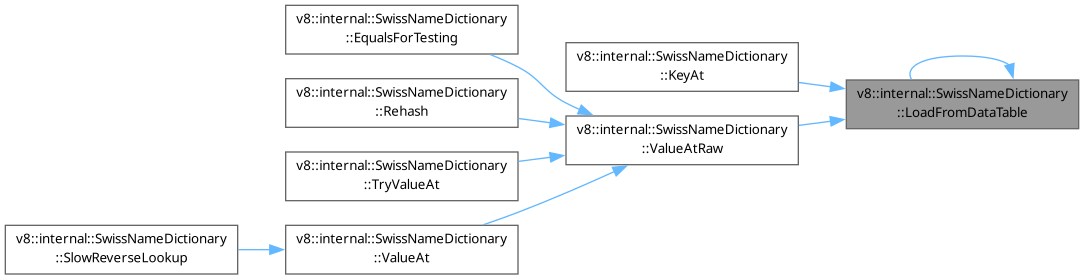 v8::internal::SwissNameDictionary
::EqualsForTesting
v8::internal::SwissNameDictionary
::KeyAt
v8::internal::SwissNameDictionary
::Rehash
v8::internal::SwissNameDictionary
::LoadFromDataTable
v8::internal::SwissNameDictionary
::ValueAtRaw
v8::internal::SwissNameDictionary
::TryValueAt
v8::internal::SwissNameDictionary
::SlowReverseLookup
v8::internal::SwissNameDictionary
::ValueAt